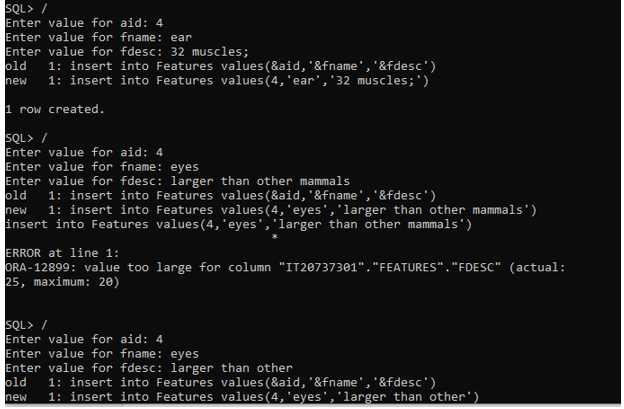 SQL> /
Enter value for aid: 4
Enter value for fname: ear
Enter value for fdesc: 32 muscles;
old   1: insert into Features values(&aid,'&fname','&fdesc')
new   1: insert into Features values(4,'ear','32 muscles;')
1 row created.
SQL> /
Enter value for aid: 4
Enter value for fname: eyes
Enter value for fdesc: larger than other mammals
old   1: insert into Features values(&aid,'&fname','&fdesc')
new   1: insert into Features values(4,'eyes','larger than other mammals')
insert into Features values(4,'eyes','larger than other mammals')
*
ERROR at line 1:
ORA-12899: value too large for column "IT20737301"."FEATURES"."FDESC" (actual:
25, maximum: 20)
SQL> /
Enter value for aid: 4
Enter value for fname: eyes
Enter value for fdesc: larger than other
old   1: insert into Features values(&aid,'&fname','&fdesc')
new   1: insert into Features values(4,'eyes','larger than other')